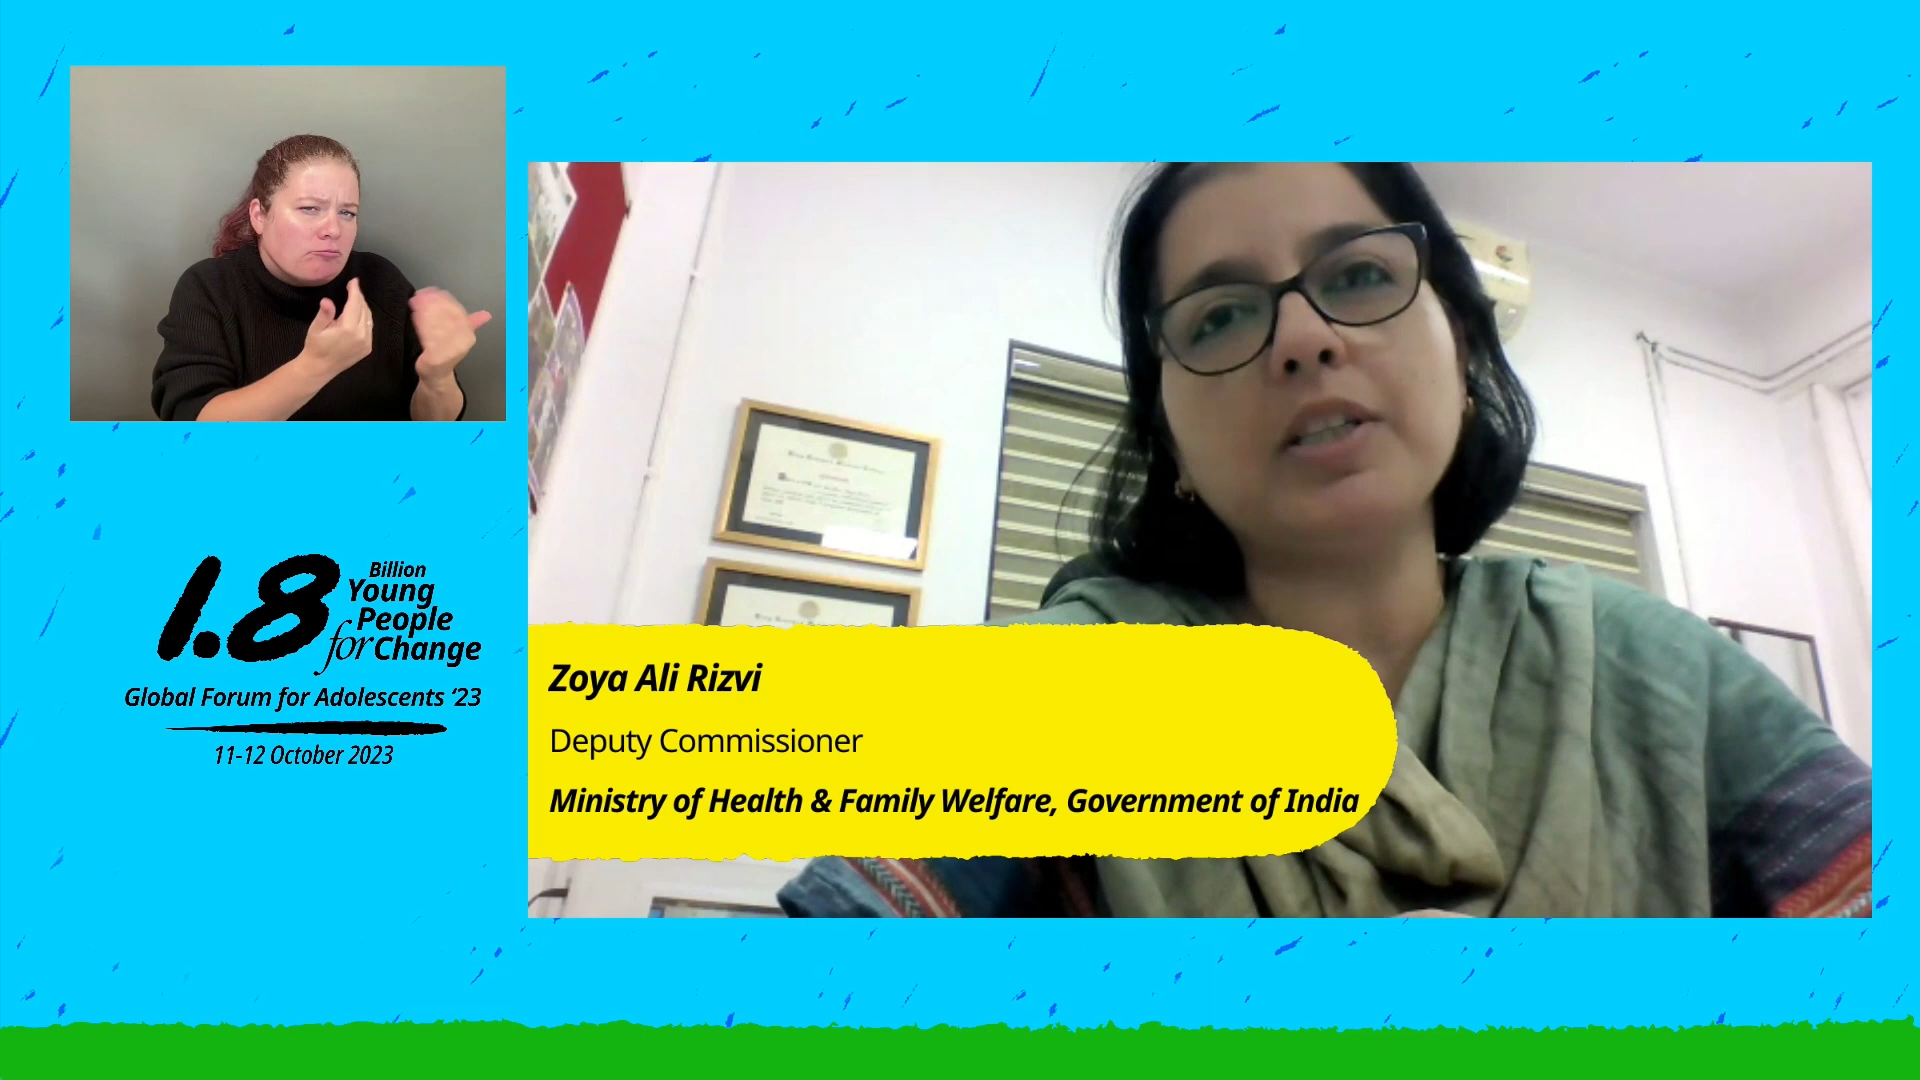 1.8 Billion
Young
People
for Change
Global Forum for Adolescents ‘23
11-12 October 2023
Zoya Ali Rizvi
Deputy Commissioner
Ministry of Health & Family Welfare, Government of India